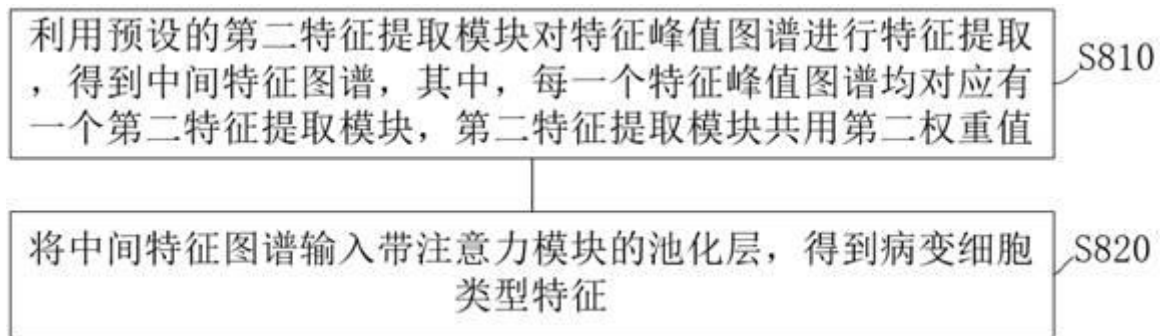 利用预设的第二特征提取模块对特征峰值图谱进行特征提取
，得到中间特征图谱，其中，每一个特征峰值图谱均对应有
一个第二特征提取模块，第二特征提取模块共用第二权重值
S810
将中间特征图谱输入带注意力模块的池化层，得到病变细胞
类型特征
S820